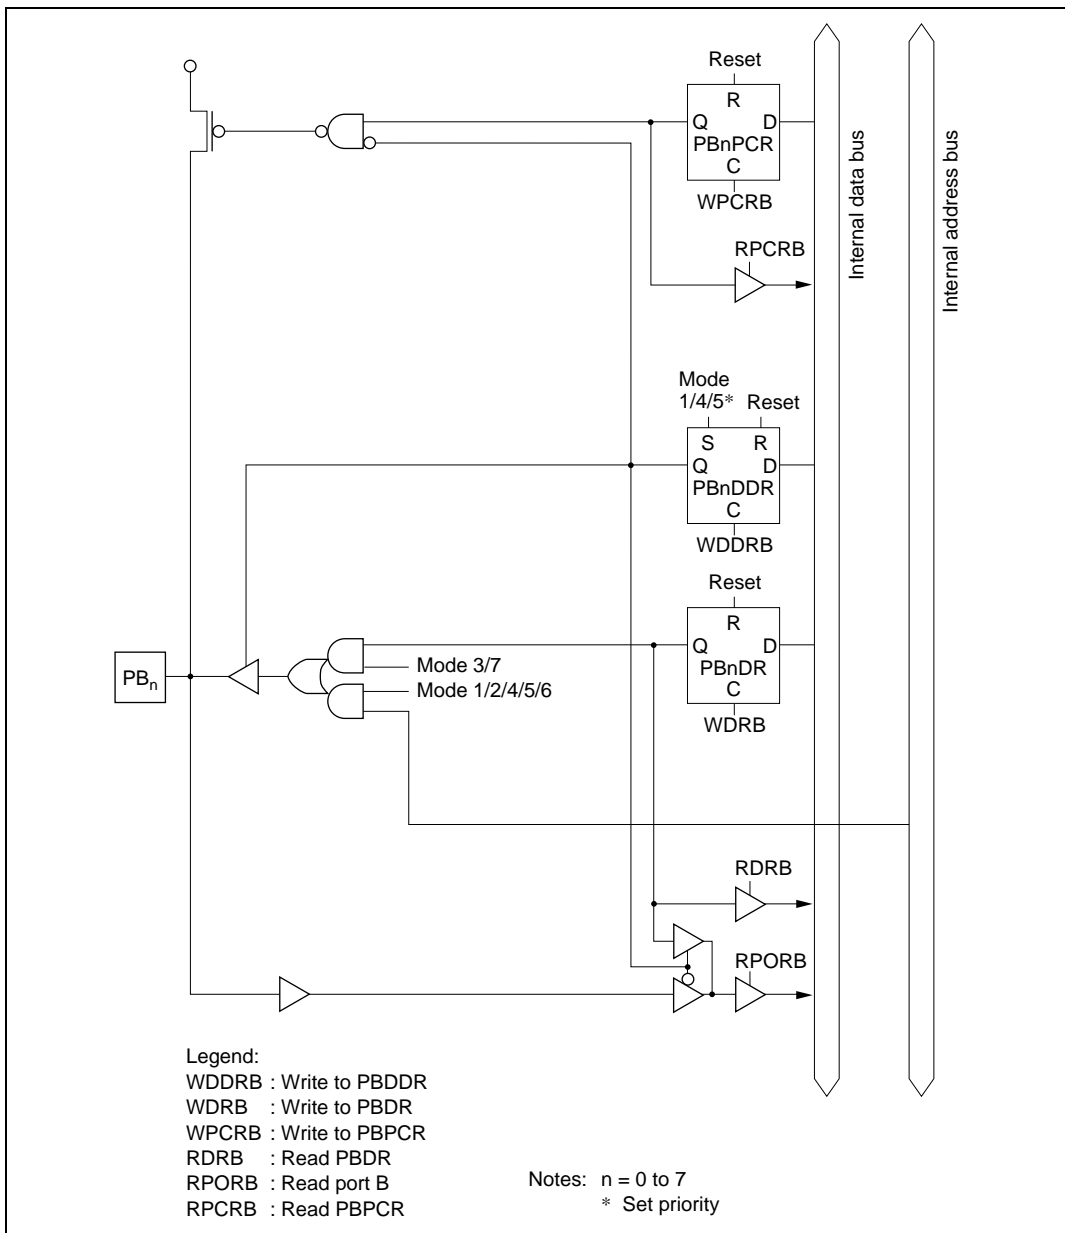 Reset
R
Q D
PBnPCR
C
WPCRB
RPCRB
Internal data bus
Internal address bus
Mode
1/4/5* Reset
S R
Q D
PBnDDR
C
WDDRB
Reset
R
Q D
PBnDR
C
WDRB
PBn
Mode 3/7
Mode 1/2/4/5/6
RDRB
RPORB
Legend:
WDDRB : Write to PBDDR
WDRB : Write to PBDR
WPCRB : Write to PBPCR
RDRB : Read PBDR
RPORB : Read port B
RPCRB : Read PBPCR
Notes: n = 0 to 7
* Set priority